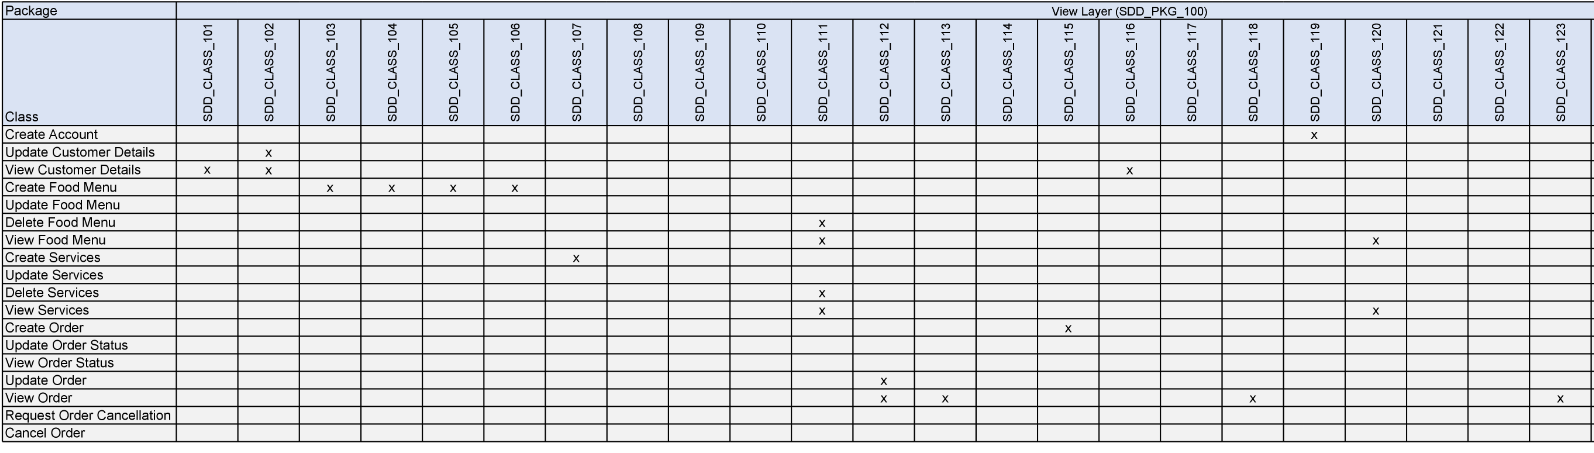 Package View Layer (SDD_PKG_100)
Class SDD_CLASS_101 SDD_CLASS_102 SDD_CLASS_103 SDD_CLASS_104 SDD_CLASS_105 SDD_CLASS_106 SDD_CLASS_107 SDD_CLASS_108 SDD_CLASS_109 SDD_CLASS_110 SDD_CLASS_111 SDD_CLASS_112 SDD_CLASS_113 SDD_CLASS_114 SDD_CLASS_115 SDD_CLASS_116 SDD_CLASS_117 SDD_CLASS_118 SDD_CLASS_119 SDD_CLASS_120 SDD_CLASS_121 SDD_CLASS_122 SDD_CLASS_123
Create Account x
Update Customer Details x
View Customer Details x x x
Create Food Menu x x x x
Update Food Menu
Delete Food Menu x
View Food Menu x x
Create Services x
Update Services
Delete Services x
View Services x x
Create Order x
Update Order Status
View Order Status
Update Order x
View Order x x x x
Request Order Cancellation
Cancel Order